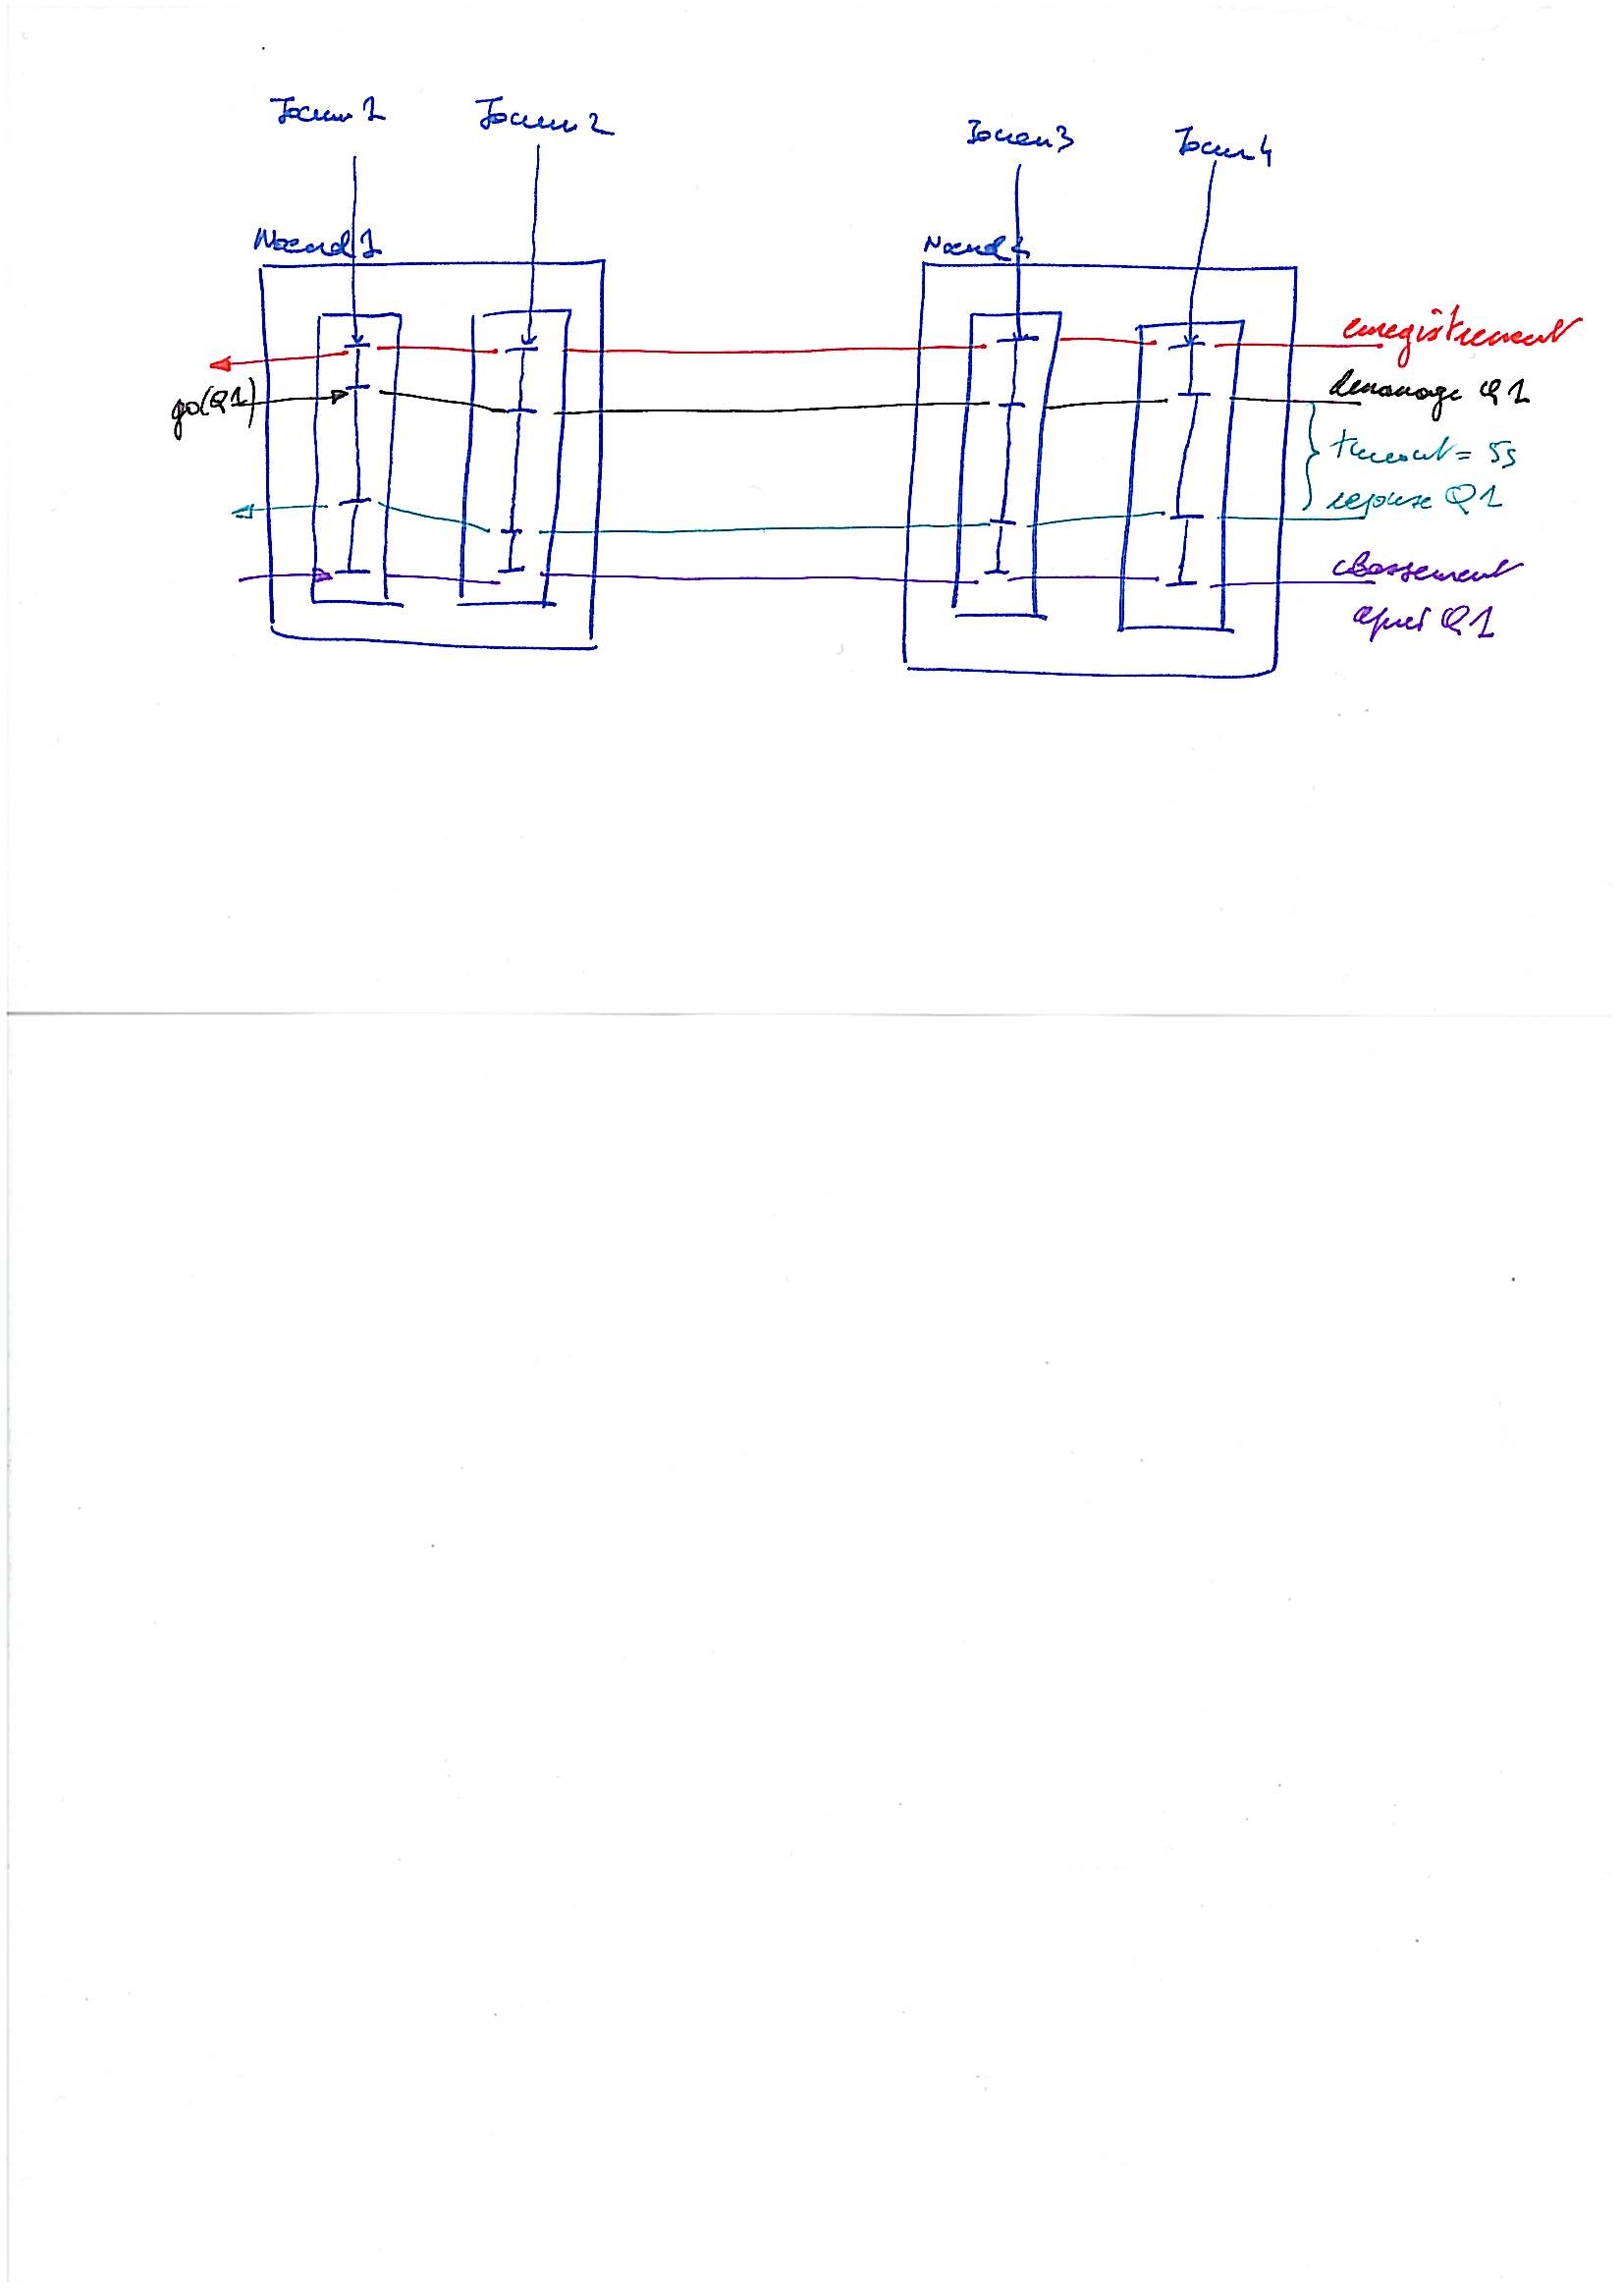 Joueur 1
Joueur 2
Joueur 3
Joueur 4
Noeud 1
Noeud
enregistrement
go(Q1)
demarrage Q1
timeout = 5s
reponse Q1
classement
apres Q1